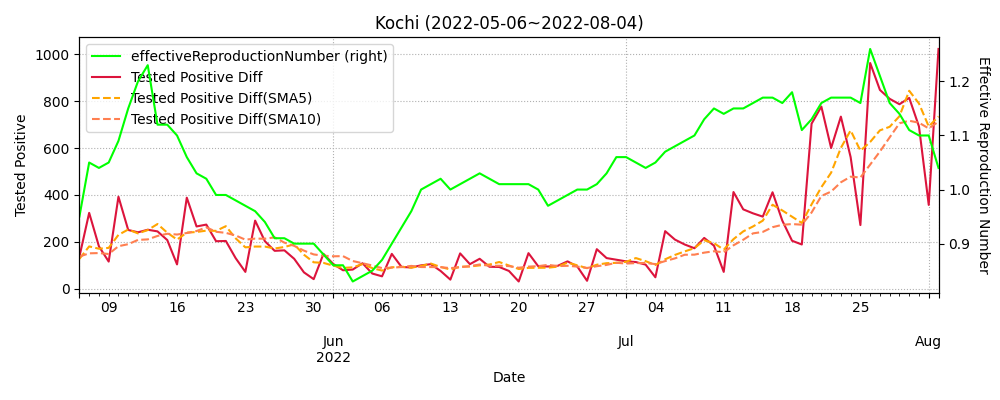 Kochi (2022-05-06~2022-08-04)
effectiveReproductionNumber (right)
Tested Positive Diff
Tested Positive Diff(SMA5)
Tested Positive Diff(SMA10)
Tested Positive
1000
800
600
400
200
0
1.2
1.1
1.0
0.9
Effective Reproduction Number
09 16 23 30 06 13 20 27 04 11 18 25
Jun Jul Aug
2022
Date